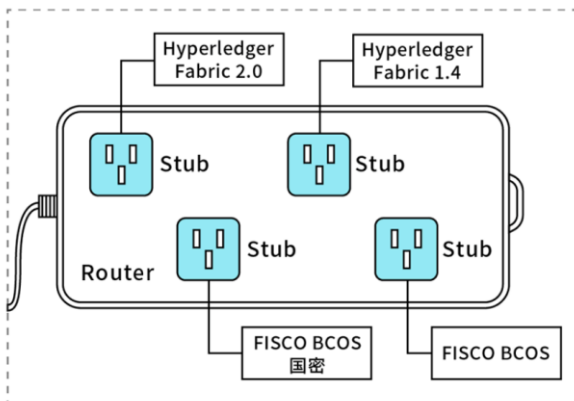 Hyperledger
Fabric 2.0
Hyperledger
Fabric 1.4
Stub
Stub
Stub
Stub
Router
FISCO BCOS
国密
FISCO BCOS